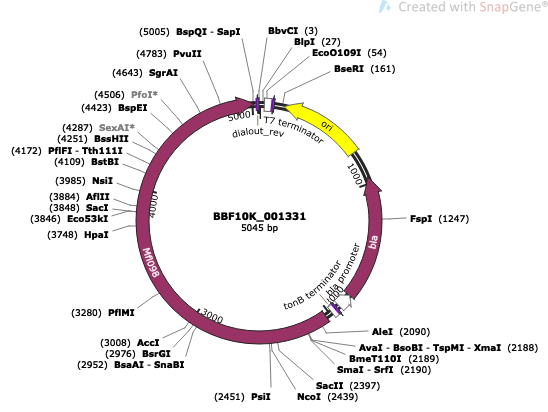 Created with SnapGene®
(5005) BspQI - SapI
BbvCI (3)
BlpI (27)
EcoO109I (54)
BseRI (161)
(4783) PvuII
(4643) SgrAI
(4506) PfoI*
(4423) BspEI
(4287) SexAI*
(4251) BssHII
(4172) PflFI - Tth111I
(4109) BstBI
(3985) NsiI
(3884) AflII
(3848) SacI
(3846) Eco53kI
(3748) HpaI
(3280) PflMI
(3008) AccI
(2976) BsrGI
(2952) BsaAI - SnaBI
(2451) PsiI
NcoI (2439)
SacII (2397)
SmaI - SrfI (2190)
BmeT110I (2189)
AvaI - BsoBI - TspMI - XmaI (2188)
AleI (2090)
FspI (1247)
5000
dialout_rev
T7 terminator
ori
1000
bla
bla promoter
tonB terminator
3000
4000
Mfl098
BBF10K_001331
5045 bp